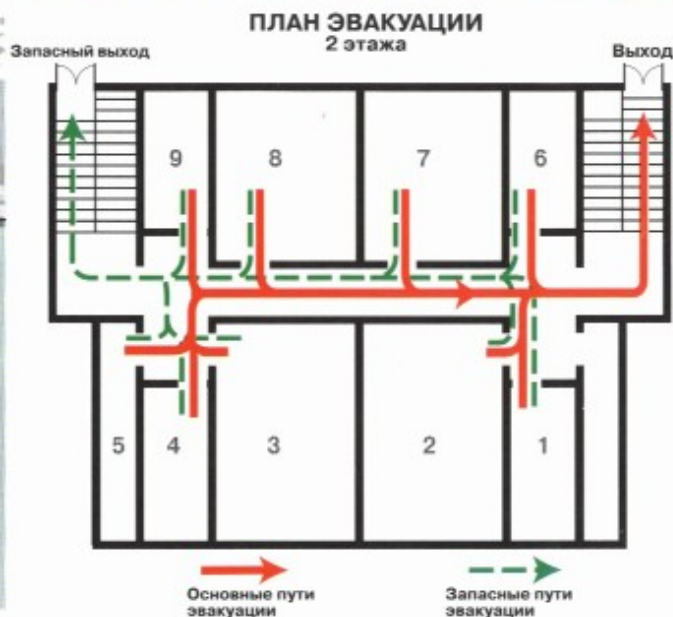 ПЛАН ЭВАКУАЦИИ
2 этажа
Запасный выход
Выход
9
8
7
6
5
4
3
2
1
Основные пути
эвакуации
Запасные пути
эвакуации